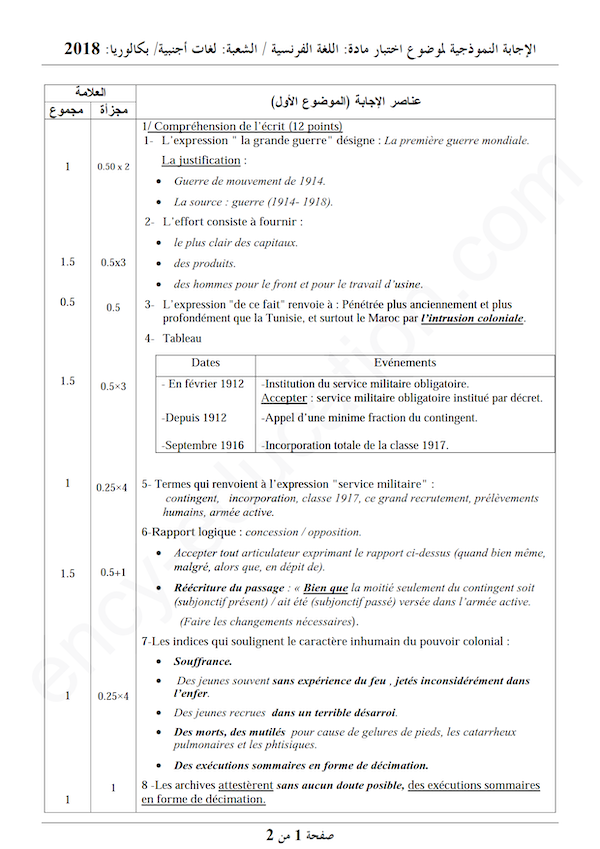 الإجابة النموذجية لموضوع اختبار مادة: اللغة الفرنسية / الشعبة: لغات أجنبية/ بكالوريا: 2018
العلامة
عناصر الإجابة (الموضوع الأول)
مجموع مجزأة
1/ Compréhension de l'écrit (12 points)
1- L'expression " la grande guerre" désigne : La première guerre mondiale.
La justification :
1 0.50 x 2
• Guerre de mouvement de 1914.
• La source : guerre (1914- 1918).
2- L'effort consiste à fournir :
• le plus clair des capitaux.
1.5 0.5x3
• des produits.
• des hommes pour le front et pour le travail d'usine.
0.5 0.5
3- L'expression "de ce fait" renvoie à : Pénétrée plus anciennement et plus
profondément que la Tunisie, et surtout le Maroc par l'intrusion coloniale.
4- Tableau
Dates Evénements
1.5 0.5×3
- En février 1912 -Institution du service militaire obligatoire.
Accepter : service militaire obligatoire institué par décret.
-Depuis 1912 -Appel d'une minime fraction du contingent.
-Septembre 1916 -Incorporation totale de la classe 1917.
1 0.25×4
5- Termes qui renvoient à l'expression "service militaire" :
contingent, incorporation, classe 1917, ce grand recrutement, prélèvements
humains, armée active.
6-Rapport logique : concession / opposition.
• Accepter tout articulateur exprimant le rapport ci-dessus (quand bien même,
malgré, alors que, en dépit de).
1.5 0.5+1
• Réécriture du passage : « Bien que la moitié seulement du contingent soit
(subjonctif présent) / ait été (subjonctif passé) versée dans l'armée active.
(Faire les changements nécessaires).
7-Les indices qui soulignent le caractère inhumain du pouvoir colonial :
• Souffrance.
• Des jeunes souvent sans expérience du feu , jetés inconsidérément dans
l'enfer.
1 0.25×4
• Des jeunes recrues dans un terrible désarroi.
• Des morts, des mutilés pour cause de gelures de pieds, les catarrheux
pulmonaires et les phtisiques.
• Des exécutions sommaires en forme de décimation.
1 1
8 -Les archives attestèrent sans aucun doute possible, des exécutions sommaires
en forme de décimation.
صفحة 1 من 2
ency-education.com